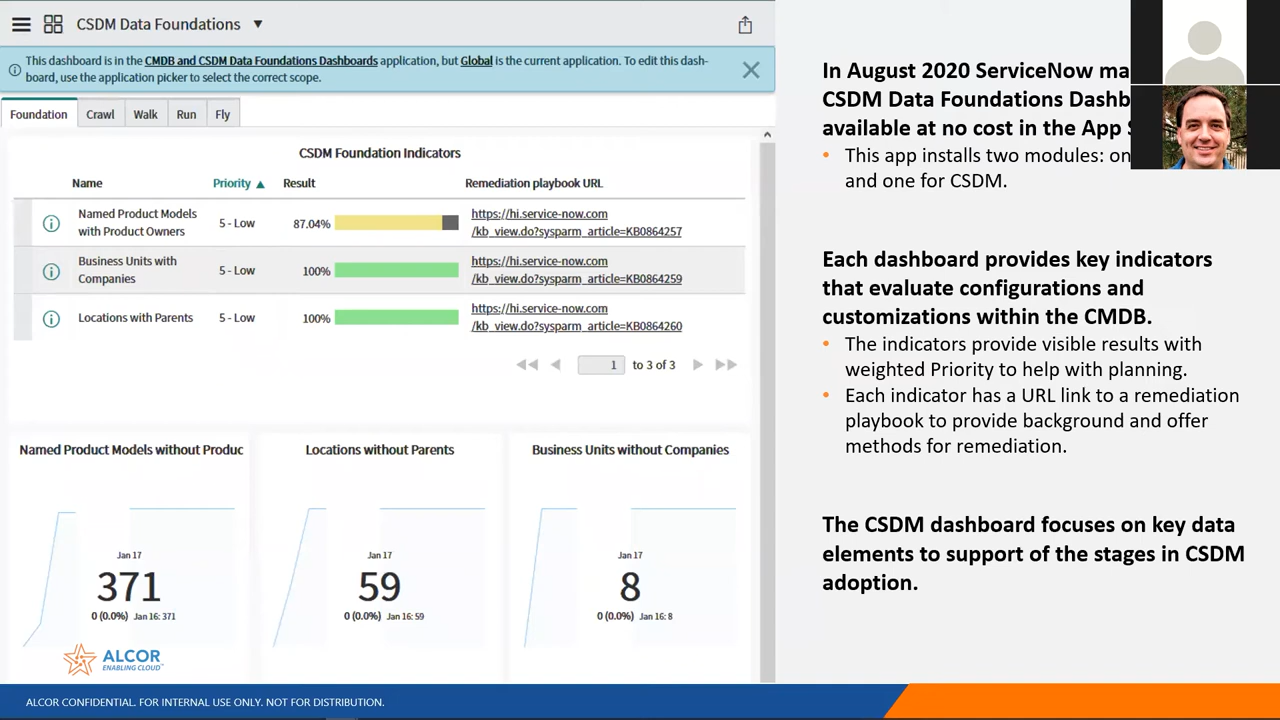 CSDM Data Foundations
This dashboard is in the CMDB and CSDM Data Foundations Dashboards application, but Global is the current application. To edit this dash-
board, use the application picker to select the correct scope.
Foundation Crawl Walk Run Fly
CSDM Foundation Indicators
Name Priority Result Remediation playbook URL
Named Product Models
with Product Owners
5 - Low
87.04%
https://hi.service-now.com
/kb_view.do?sysparm_article=KB0864257
Business Units with
Companies
5 - Low
100%
https://hi.service-now.com
/kb_view.do?sysparm_article=KB0864259
Locations with Parents
5 - Low
100%
https://hi.service-now.com
/kb_view.do?sysparm_article=KB0864260
1 to 3 of 3
Named Product Models without Produc
Jan 17
371
0 (0.0%) Jan 16: 371
Locations without Parents
Jan 17
59
0 (0.0%) Jan 16: 59
Business Units without Companies
Jan 17
8
0 (0.0%) Jan 16: 8
ALCOR
ENABLING CLOUD
In August 2020 ServiceNow ma
CSDM Data Foundations Dashb
available at no cost in the App
• This app installs two modules: on
and one for CSDM.
Each dashboard provides key indicators
that evaluate configurations and
customizations within the CMDB.
• The indicators provide visible results with
weighted Priority to help with planning.
• Each indicator has a URL link to a remediation
playbook to provide background and offer
methods for remediation.
The CSDM dashboard focuses on key data
elements to support of the stages in CSDM
adoption.
ALCOR CONFIDENTIAL. FOR INTERNAL USE ONLY. NOT FOR DISTRIBUTION.